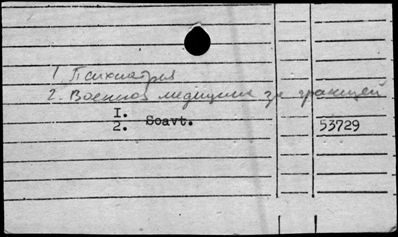 1 Психиатрия
2. Военная медицина за границей
I.
2. Soavt.
53729